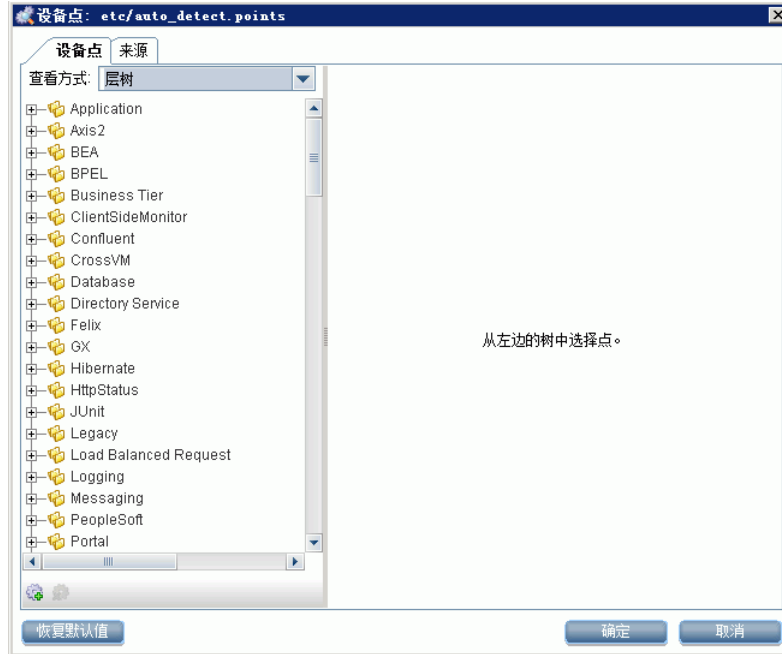 设备点: etc/auto_detect.points
设备点 来源
查看方式: 层树
Application
Axis2
BEA
BPEL
Business Tier
ClientSideMonitor
Confluent
CrossVM
Database
Directory Service
Felix
GX
Hibernate
HttpStatus
JUnit
Legacy
Load Balanced Request
Logging
Messaging
PeopleSoft
Portal
从左边的树中选择点。
恢复默认值 确定 取消